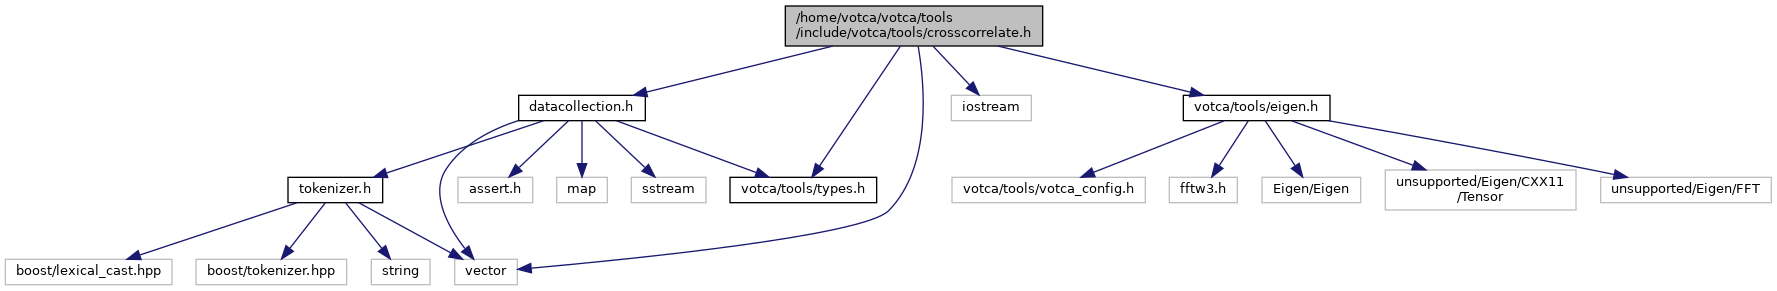 /home/votca/votca/tools
/include/votca/tools/crosscorrelate.h
datacollection.h
iostream
votca/tools/eigen.h
tokenizer.h
assert.h
map
sstream
votca/tools/types.h
votca/tools/votca_config.h
fftw3.h
Eigen/Eigen
unsupported/Eigen/CXX11
/Tensor
unsupported/Eigen/FFT
boost/lexical_cast.hpp
boost/tokenizer.hpp
string
vector